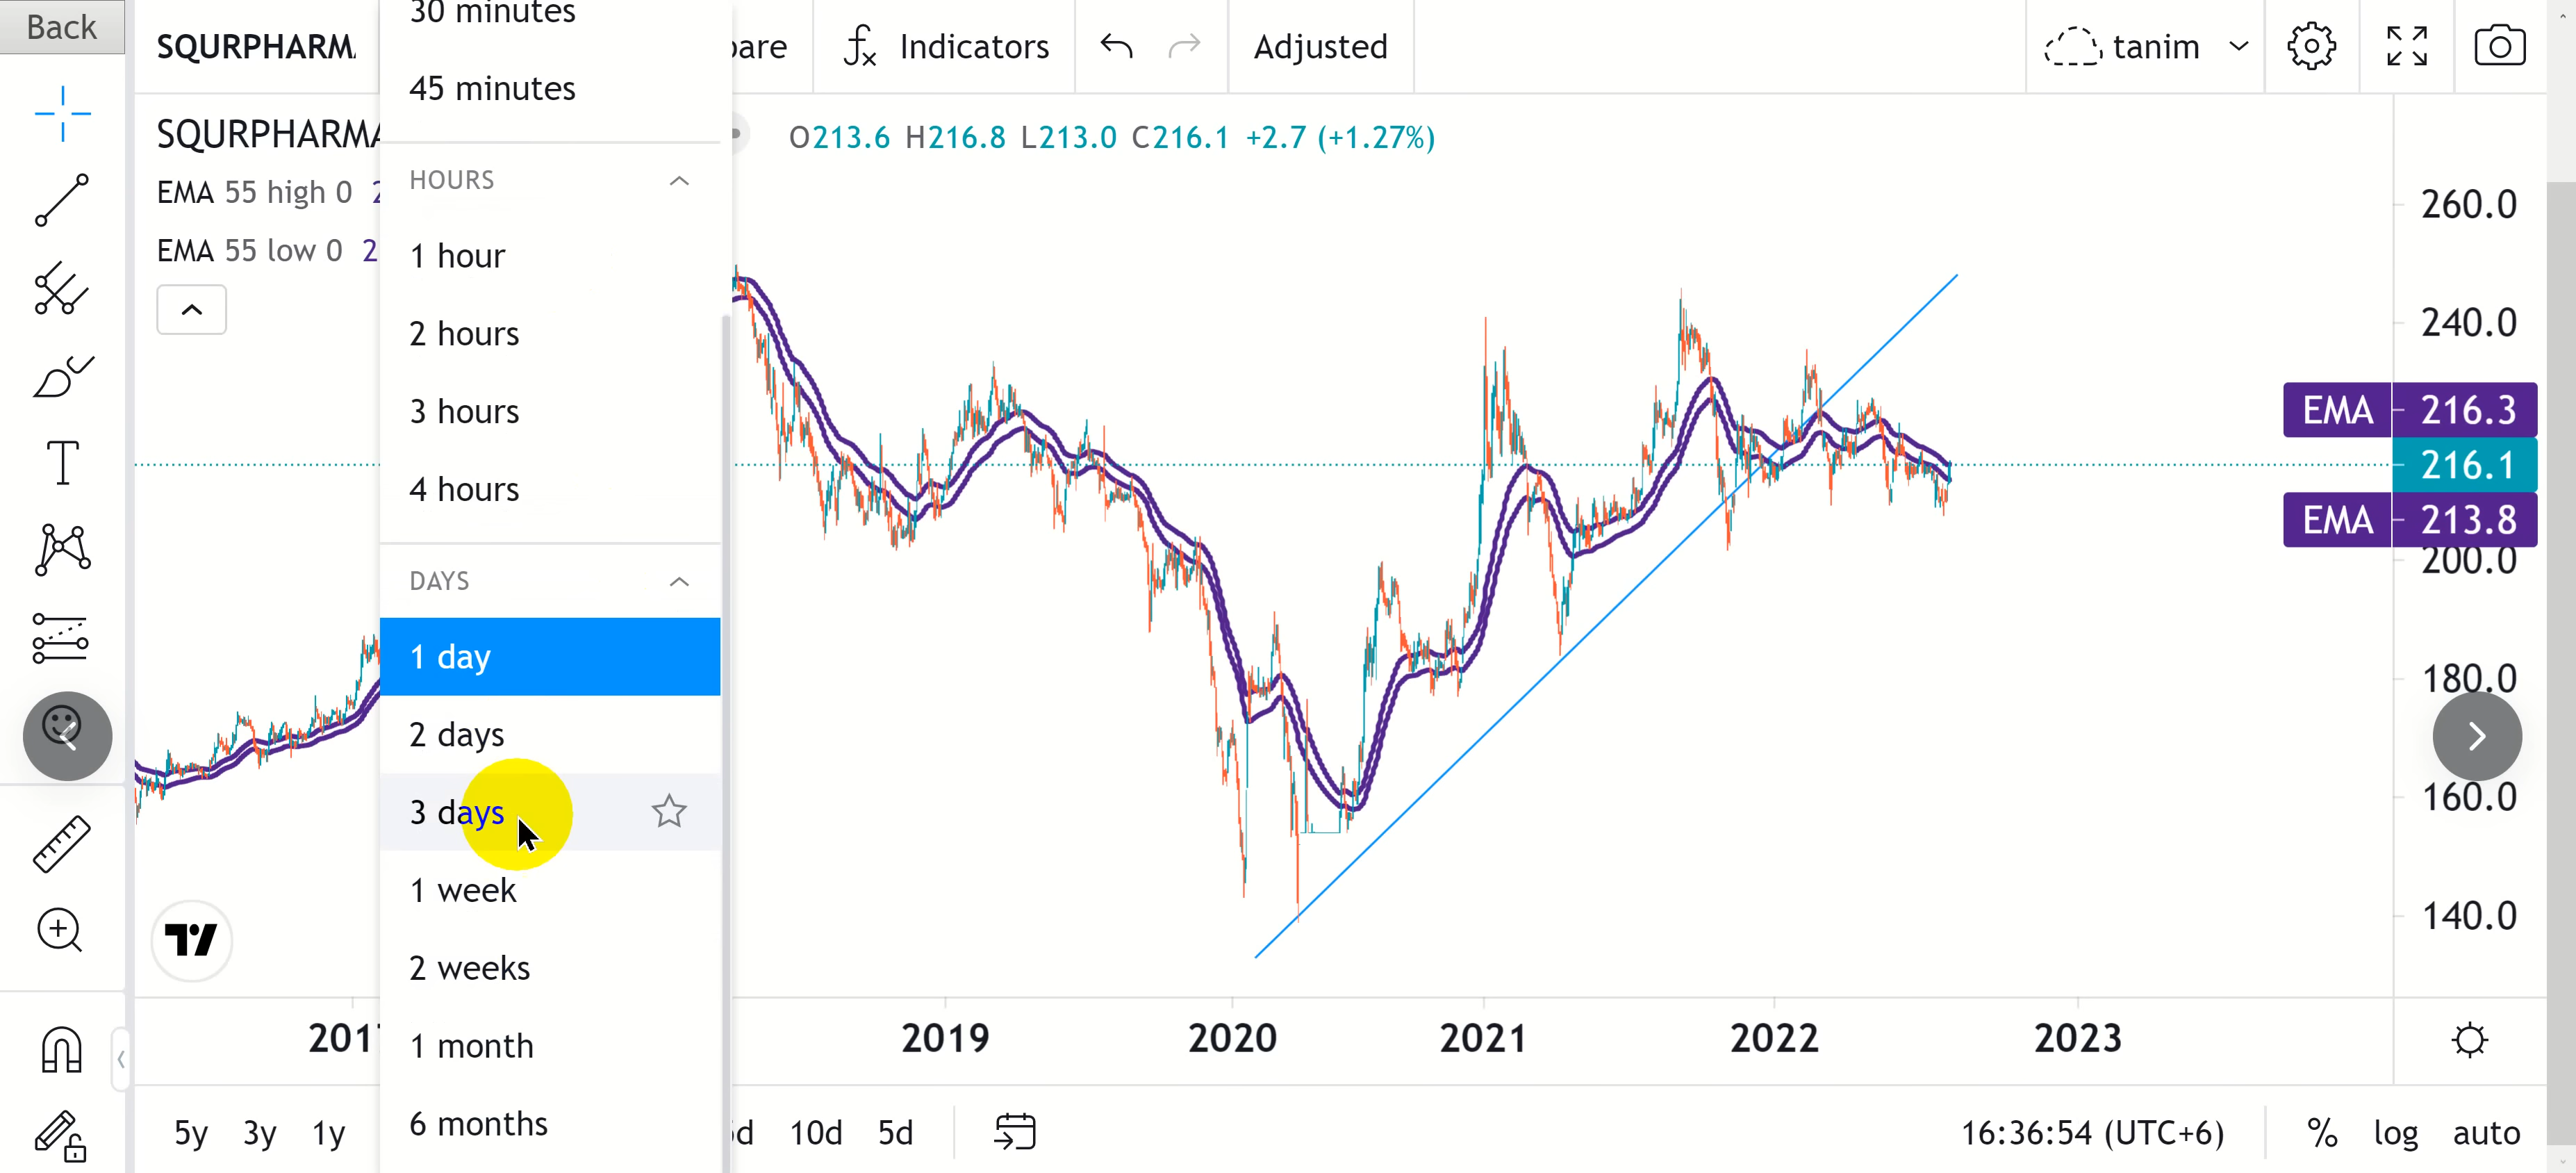 Back
SQURPHARM
Indicators
Adjusted
tanim
SQURPHARMA
O213.6 H216.8 L213.0 C216.1 +2.7 (+1.27%)
EMA 55 high 0 2
EMA 55 low 0 2
30 minutes
45 minutes
HOURS
1 hour
2 hours
3 hours
4 hours
DAYS
1 day
2 days
3 days
1 week
2 weeks
1 month
6 months
260.0
240.0
EMA 216.3
216.1
EMA 213.8
200.0
180.0
160.0
140.0
201
2019
2020
2021
2022
2023
5y
3y
1y
10d
5d
16:36:54 (UTC+6)
%
log
auto